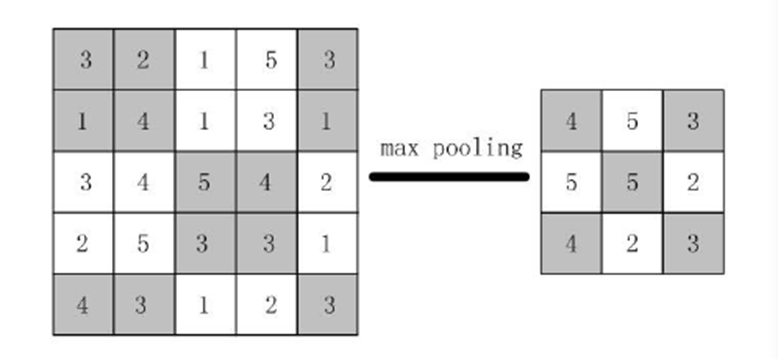 3 2 1 5 3
1 4 1 3 1
3 4 5 4 2
2 5 3 3 1
4 3 1 2 3
max pooling
4 5 3
5 5 2
4 2 3